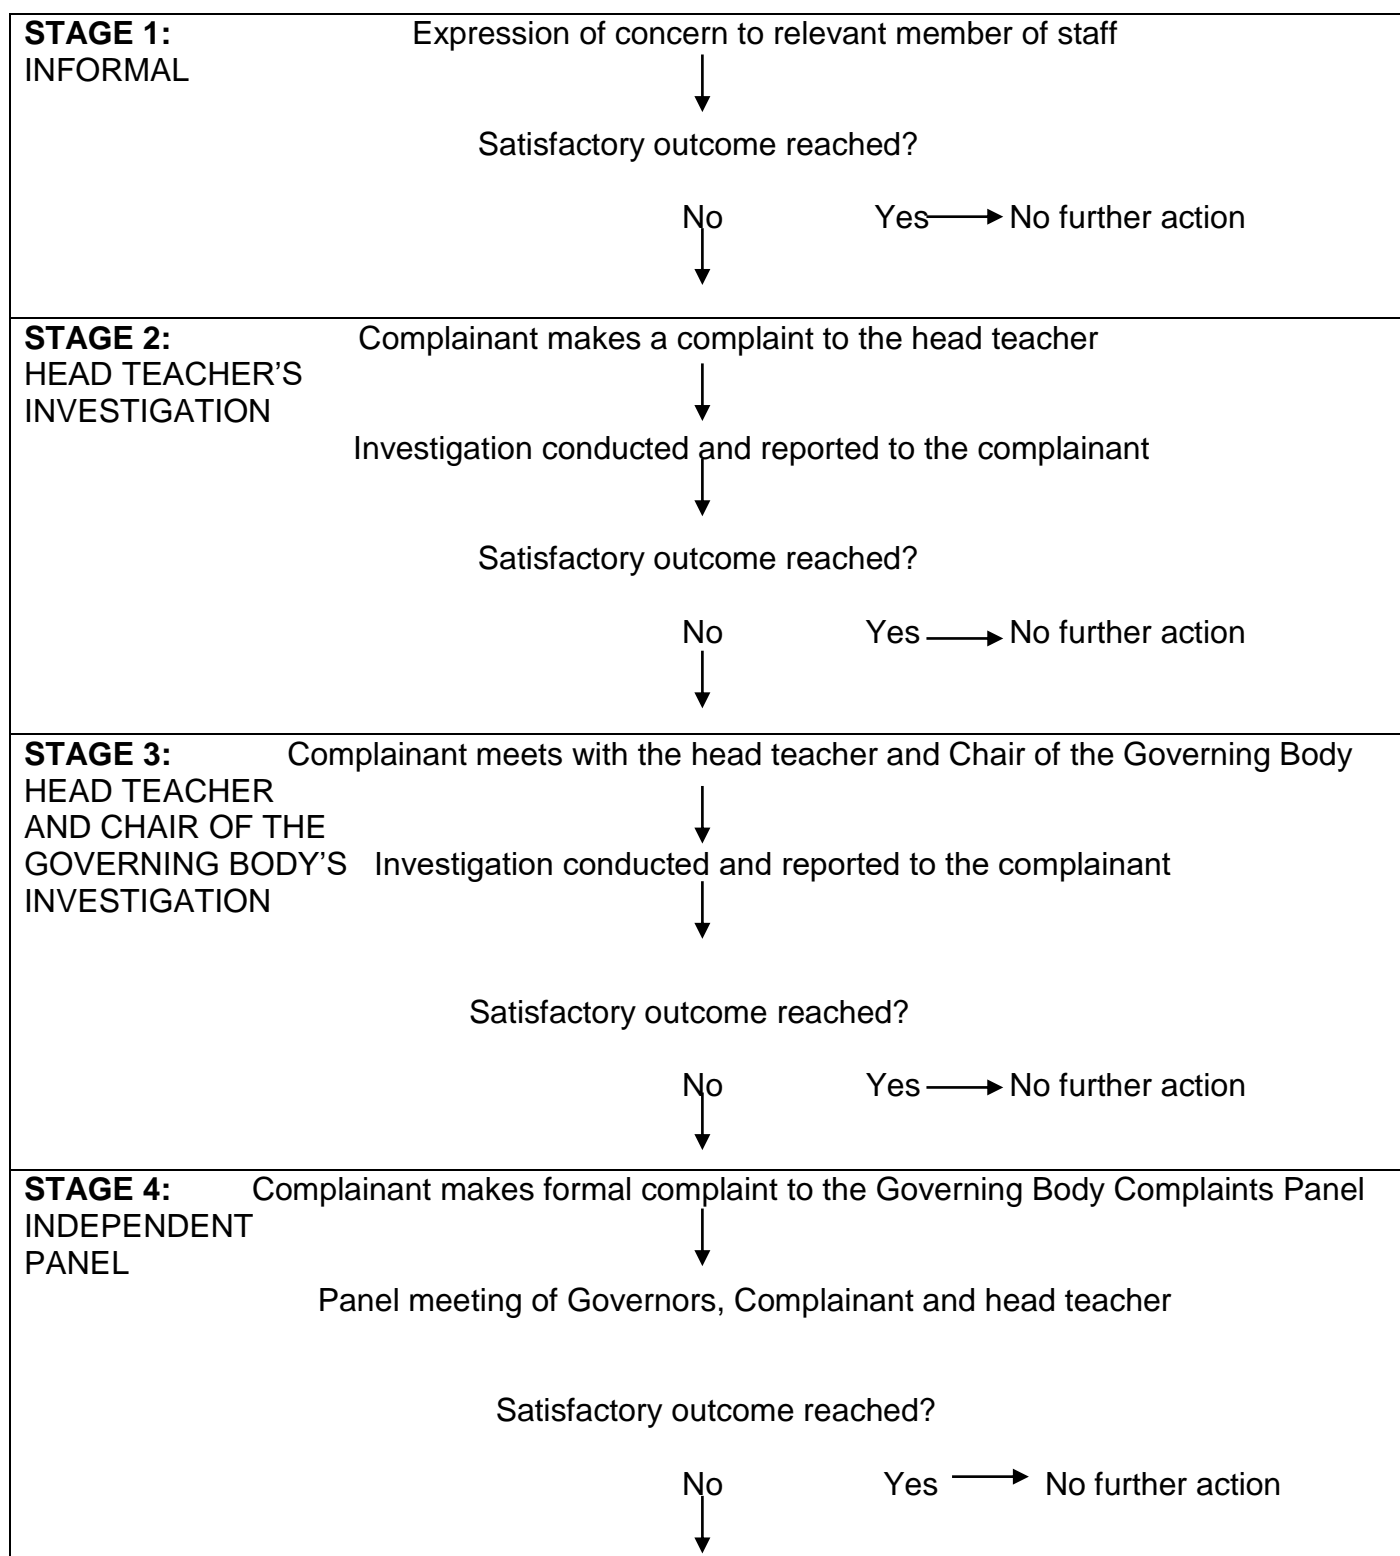 STAGE 1: Expression of concern to relevant member of staff
INFORMAL
Satisfactory outcome reached?
No Yes No further action
STAGE 2: Complainant makes a complaint to the head teacher
HEAD TEACHER’S
INVESTIGATION
Investigation conducted and reported to the complainant
Satisfactory outcome reached?
No Yes No further action
STAGE 3: Complainant meets with the head teacher and Chair of the Governing Body
HEAD TEACHER
AND CHAIR OF THE
GOVERNING BODY’S Investigation conducted and reported to the complainant
INVESTIGATION
Satisfactory outcome reached?
No Yes No further action
STAGE 4: Complainant makes formal complaint to the Governing Body Complaints Panel
INDEPENDENT
PANEL
Panel meeting of Governors, Complainant and head teacher
Satisfactory outcome reached?
No Yes No further action